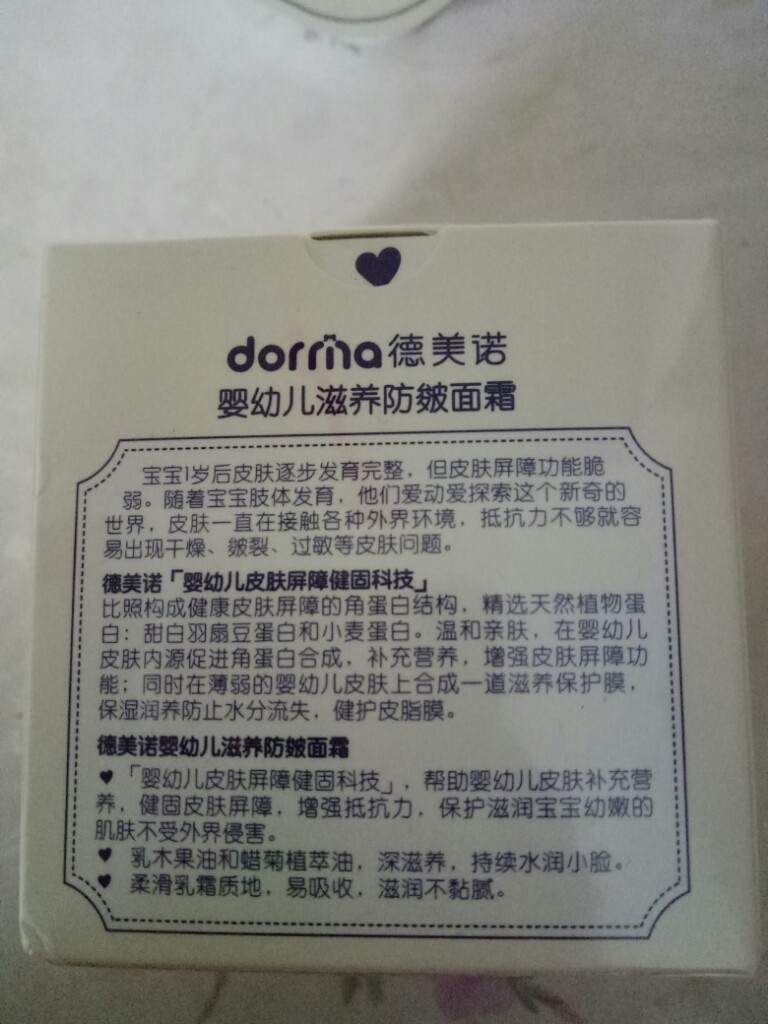 dorrna德美诺
婴幼儿滋养防皴面霜
宝宝1岁后皮肤逐步发育完整，但皮肤屏障功能脆
弱。随着宝宝肢体发育，他们爱动爱探索这个新奇的
世界，皮肤一直在接触各种外界环境，抵抗力不够就容
易出现干燥、皴裂、过敏等皮肤问题。
德美诺「婴幼儿皮肤屏障健固科技」
比照构成健康皮肤屏障的角蛋白结构，精选天然植物蛋
白：甜白羽扇豆蛋白和小麦蛋白。温和亲肤，在婴幼儿
皮肤内源促进角蛋白合成，补充营养，增强皮肤屏障功
能；同时在薄弱的婴幼儿皮肤上合成一道滋养保护膜，
保湿润养防止水分流失，健护皮脂膜。
德美诺婴幼儿滋养防皴面霜
♥「婴幼儿皮肤屏障健固科技」，帮助婴幼儿皮肤补充营
养，健固皮肤屏障，增强抵抗力，保护滋润宝宝幼嫩的
肌肤不受外界侵害。
♥ 乳木果油和蜡菊植萃油，深滋养，持续水润小脸。
♥ 柔滑乳霜质地，易吸收，滋润不黏腻。